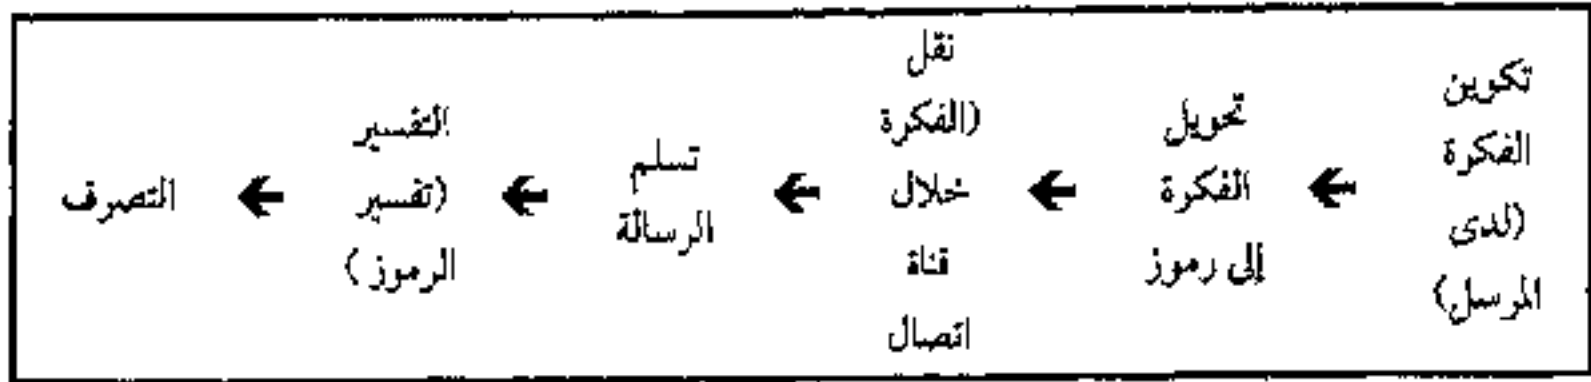 تكوين
الفكرة
(لدى
المرسل)
←
تحويل
الفكرة
إلى رموز
←
نقل
(الفكرة
خلال
قناة
اتصال
←
تسلم
الرسالة
←
التفسير
(تفسير
الرموز)
←
التصرف